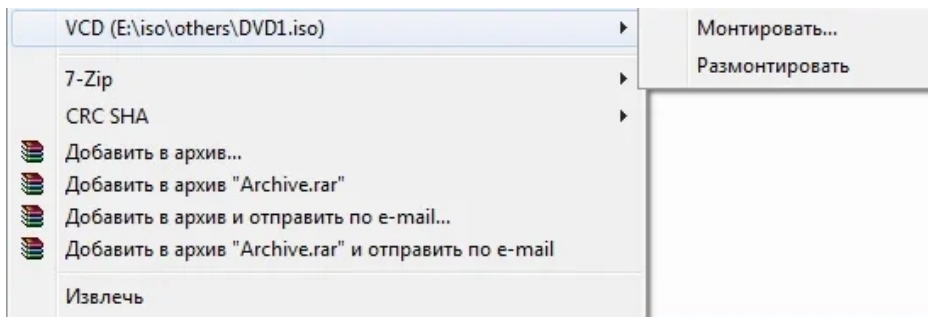 VCD (E:\iso\others\DVD1.iso)
Монтировать...
Размонтировать
7-Zip
CRC SHA
Добавить в архив...
Добавить в архив "Archive.rar"
Добавить в архив и отправить по e-mail...
Добавить в архив "Archive.rar" и отправить по e-mail
Извлечь